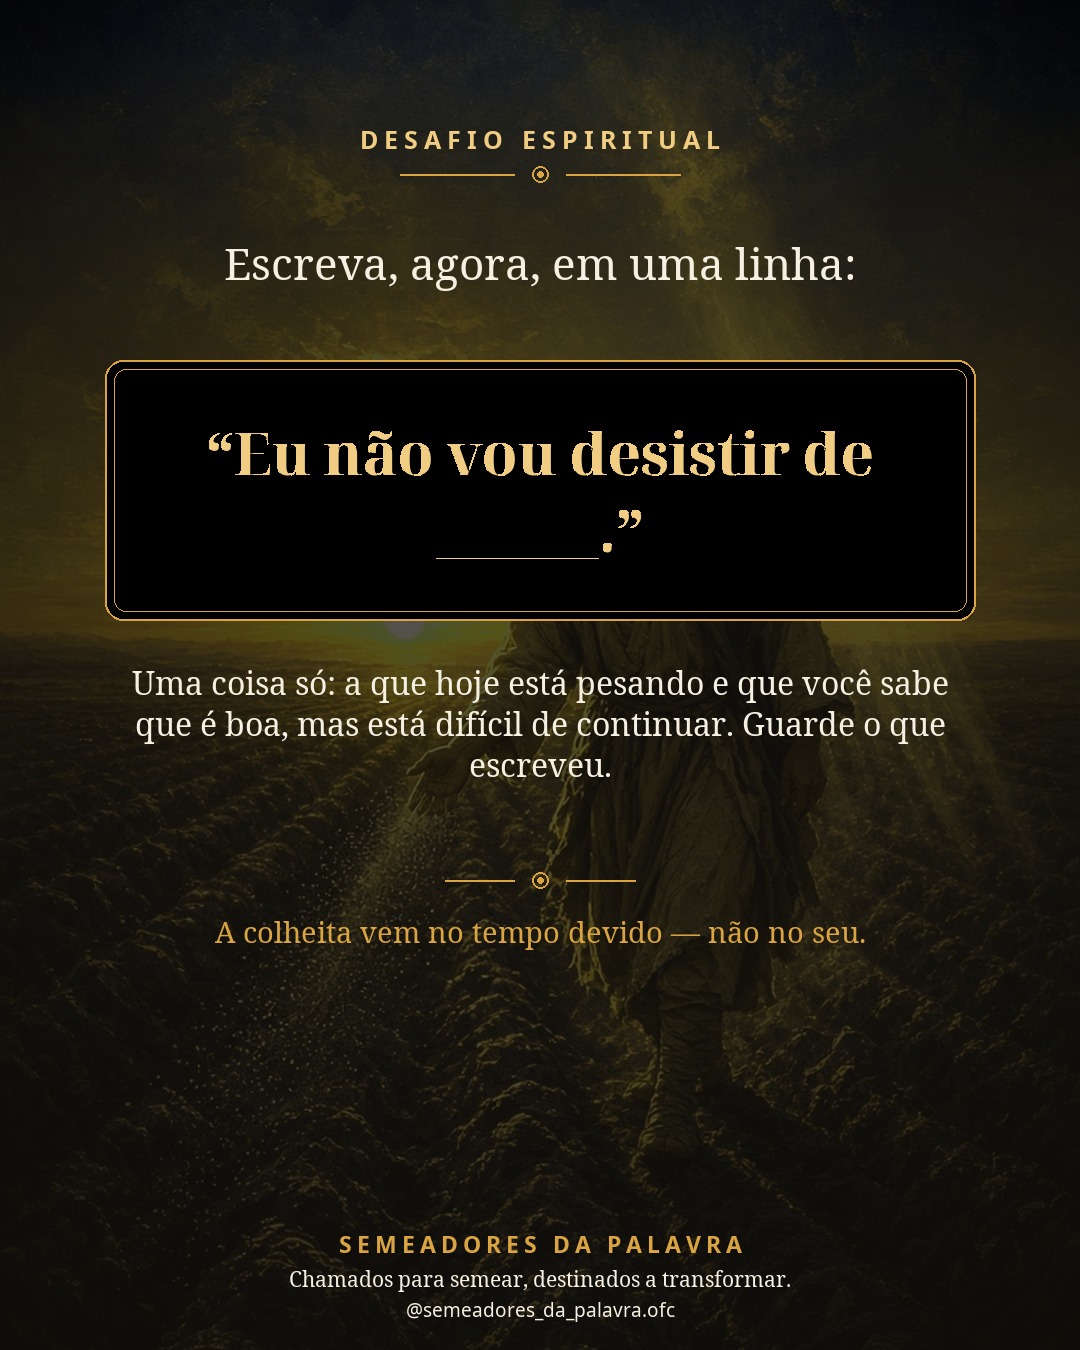 DESAFIO ESPIRITUAL
Escreva, agora, em uma linha:
“Eu não vou desistir de
________.”
Uma coisa só: a que hoje está pesando e que você sabe
que é boa, mas está difícil de continuar. Guarde o que
escreveu.
A colheita vem no tempo devido — não no seu.
SEMEADORES DA PALAVRA
Chamados para semear, destinados a transformar.
@semeadores_da_palavra.ofc